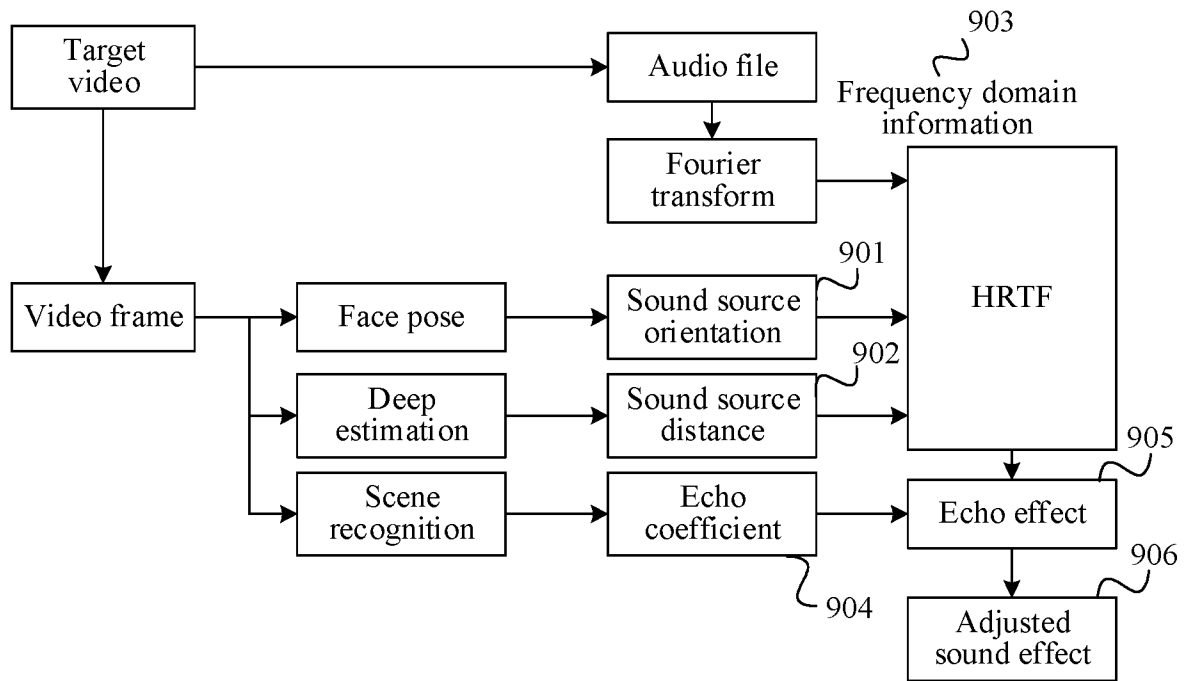 Target
video
Audio file
903
Frequency domain
information
Fourier
transform
HRTF
901
Video frame
Face pose
Sound source
orientation
902
Deep
estimation
Sound source
distance
905
Scene
recognition
Echo
coefficient
Echo effect
904
906
Adjusted
sound effect